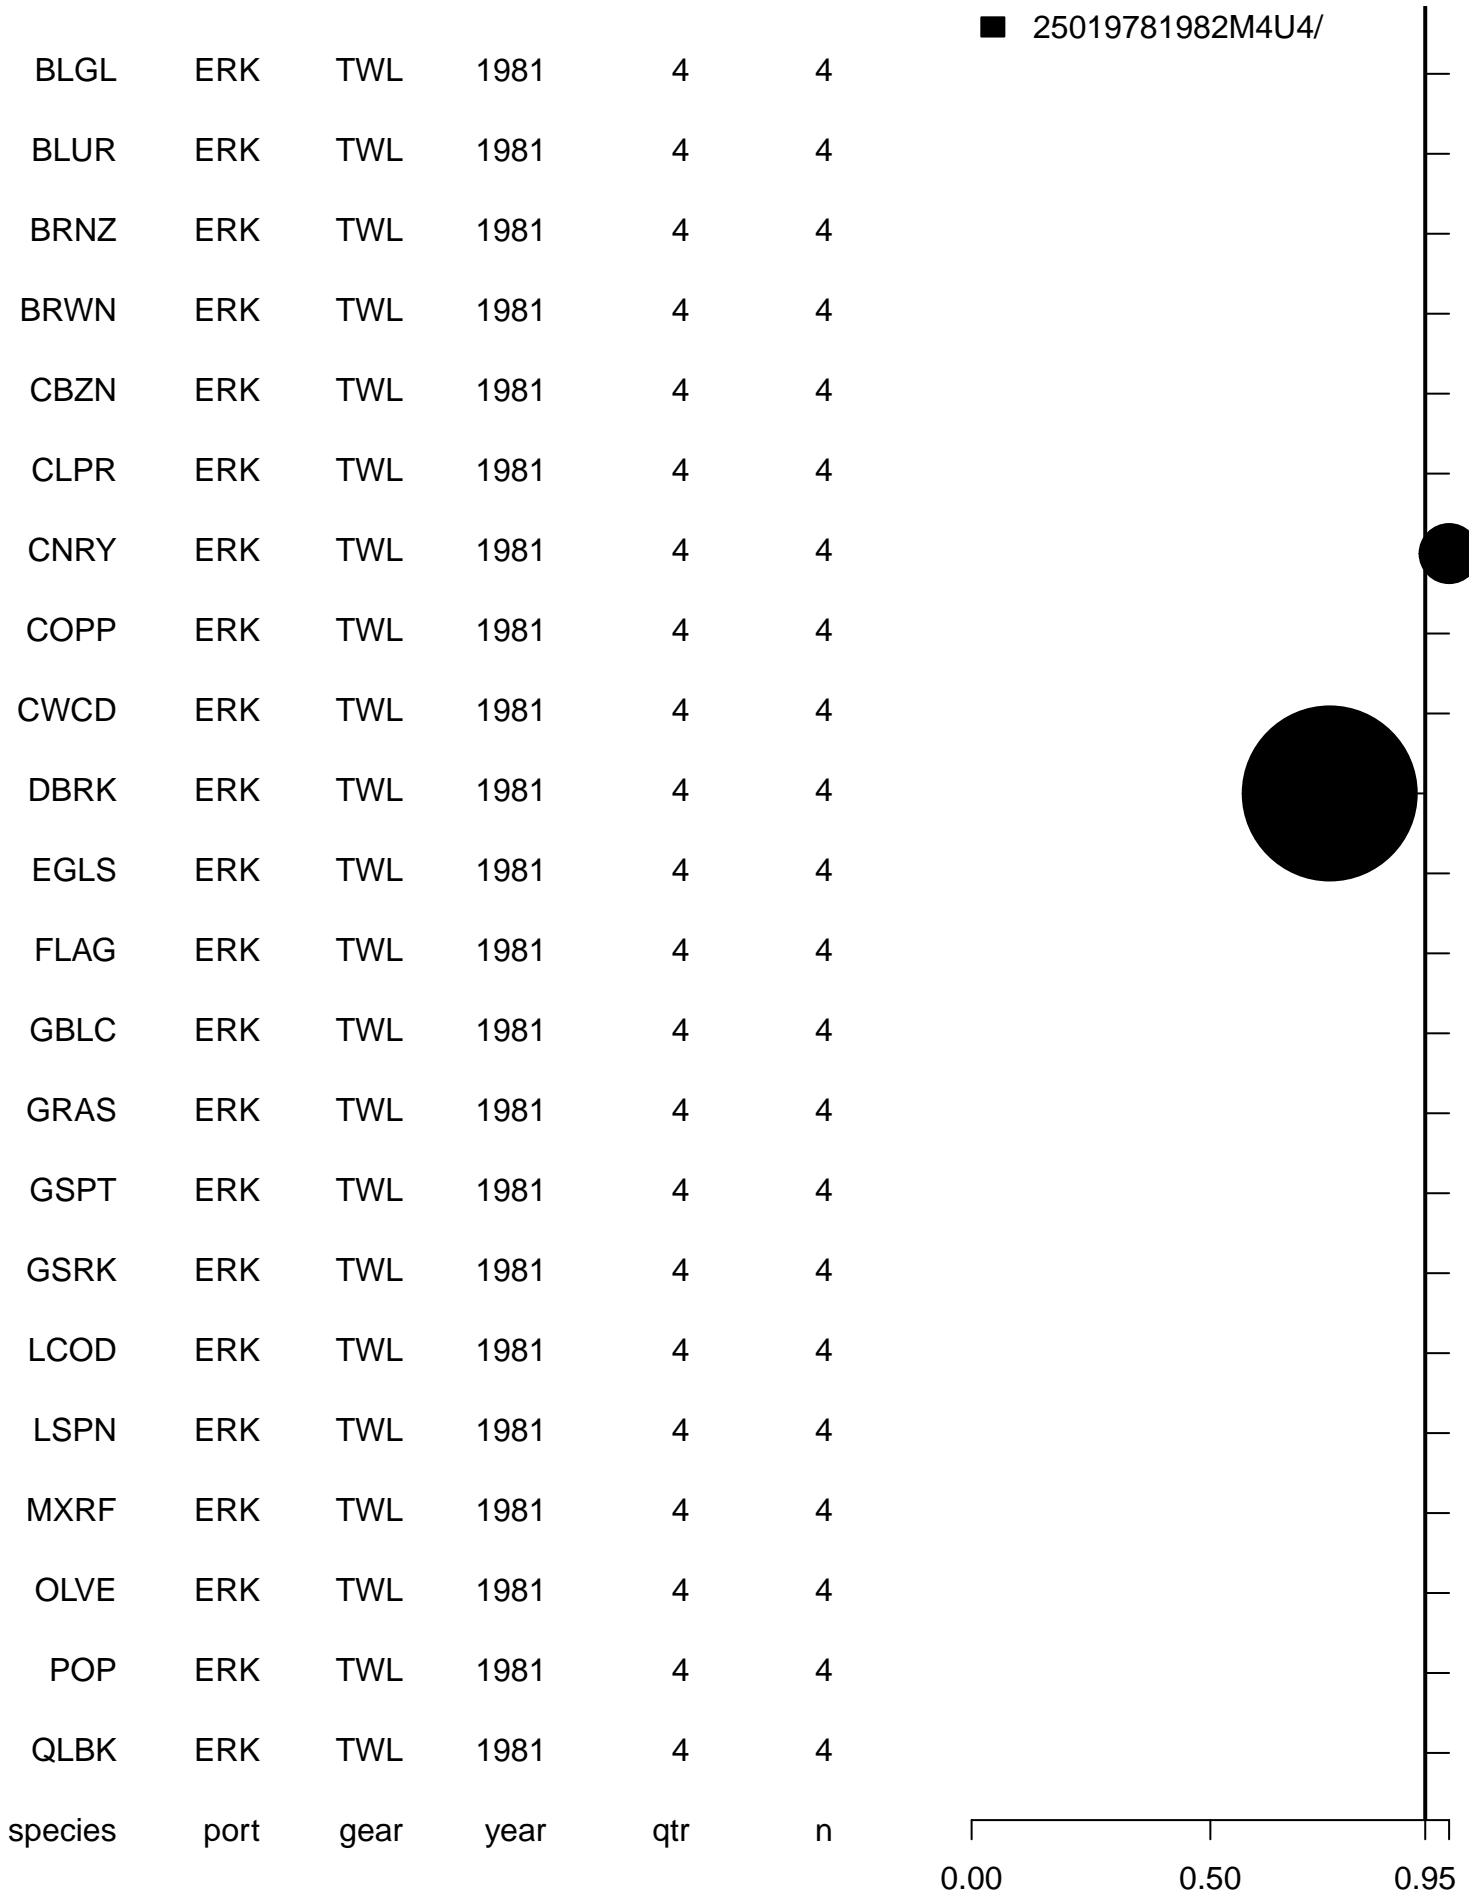 25019781982M4U4/
BLGL ERK TWL 1981 4 4
BLUR ERK TWL 1981 4 4
BRNZ ERK TWL 1981 4 4
BRWN ERK TWL 1981 4 4
CBZN ERK TWL 1981 4 4
CLPR ERK TWL 1981 4 4
CNRY ERK TWL 1981 4 4
COPP ERK TWL 1981 4 4
CWCD ERK TWL 1981 4 4
DBRK ERK TWL 1981 4 4
EGLS ERK TWL 1981 4 4
FLAG ERK TWL 1981 4 4
GBLC ERK TWL 1981 4 4
GRAS ERK TWL 1981 4 4
GSPT ERK TWL 1981 4 4
GSRK ERK TWL 1981 4 4
LCOD ERK TWL 1981 4 4
LSPN ERK TWL 1981 4 4
MXRF ERK TWL 1981 4 4
OLVE ERK TWL 1981 4 4
POP ERK TWL 1981 4 4
QLBK ERK TWL 1981 4 4
species port gear year qtr n
0.00 0.50 0.95